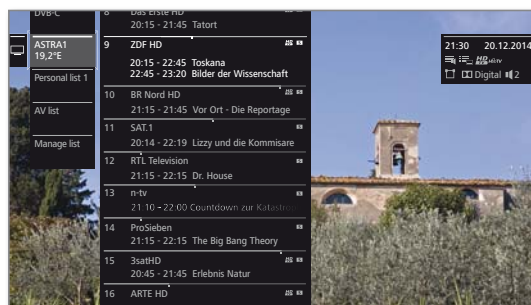 DVB-C
ASTRA1
19,2°E
Personal list 1
AV list
Manage list
8 Das Erste HD
20:15 - 21:45 Tatort
9 ZDF HD
20:15 - 22:45 Toskana
22:45 - 23:20 Bilder der Wissenschaft
10 BR Nord HD
21:15 - 21:45 Vor Ort - Die Reportage
11 SAT.1
20:14 - 22:19 Lizzy und die Kommisare
12 RTL Television
21:15 - 22:15 Dr. House
13 n-tv
21:10 - 22:00 Countdown zur
14 ProSieben
21:15 - 22:15 The Big Bang Theory
15 3satHD
20:45 - 21:45 Erlebnis Natur
16 ARTE HD
21:30 20.12.2014
Digital 2